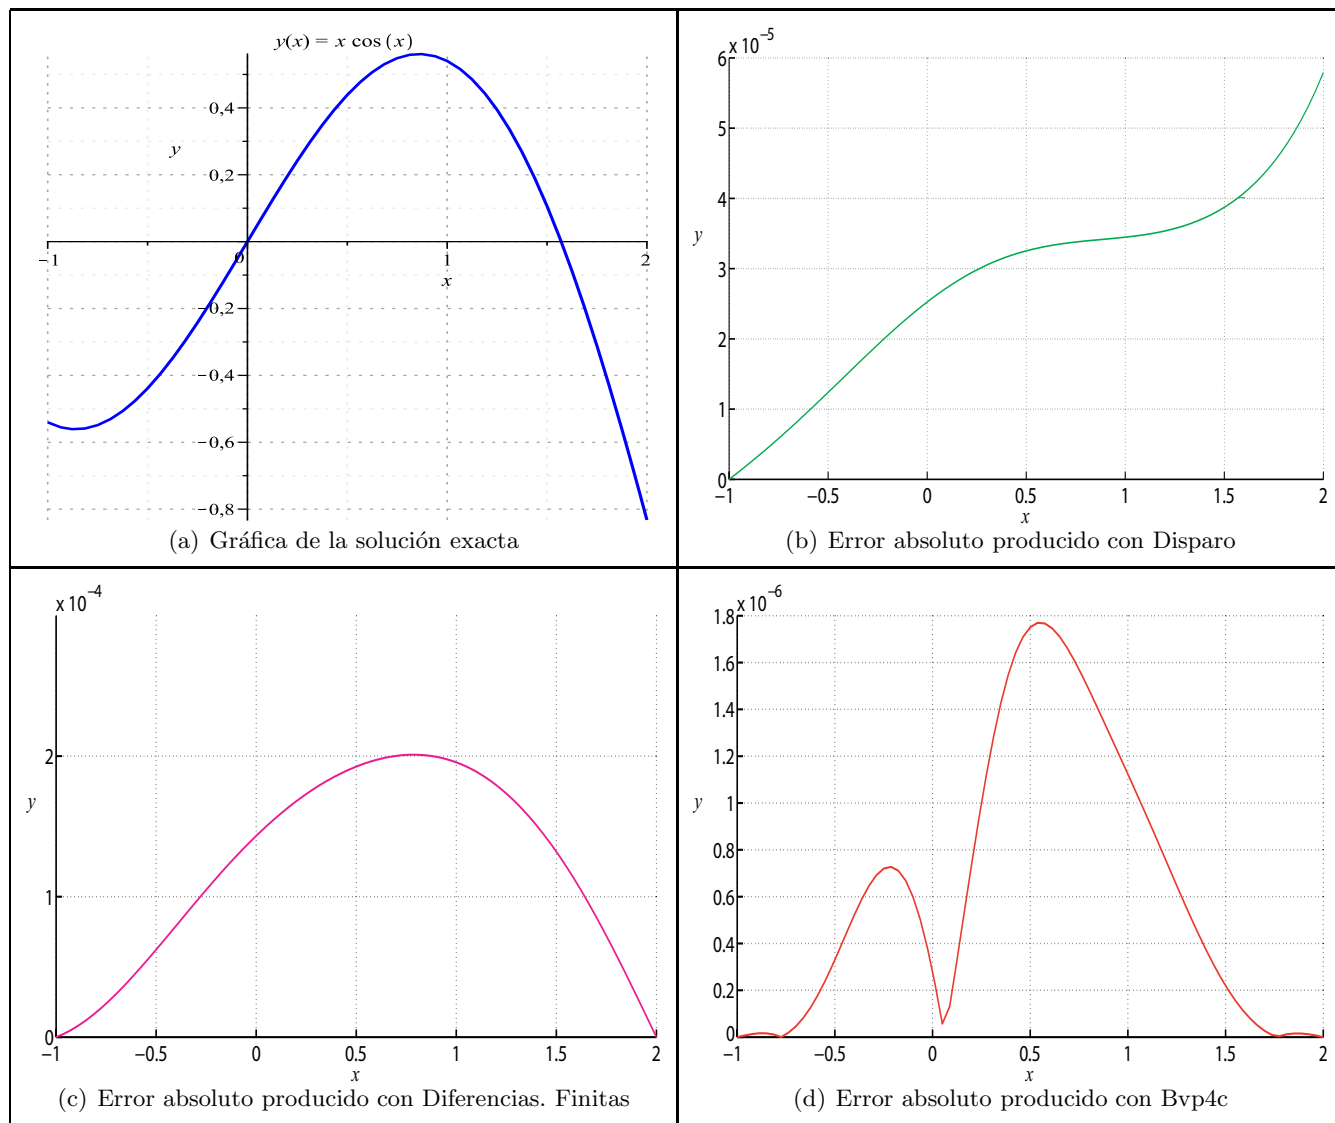 y(x) = x cos (x)
0,4
y
0,2
−1
0
1
2
x
−0,2
−0,4
−0,6
−0,8
(a) Gráfica de la solución exacta
x 10⁻⁵
6
5
4
y
3
2
1
0
−1 −0.5 0 0.5 1 1.5 2
x
(b) Error absoluto producido con Disparo
x 10⁻⁴
2
y
1
0
−1 −0.5 0 0.5 1 1.5 2
x
(c) Error absoluto producido con Diferencias. Finitas
x 10⁻⁶
1.8
1.6
1.4
1.2
y
1
0.8
0.6
0.4
0.2
0
−1 −0.5 0 0.5 1 1.5 2
x
(d) Error absoluto producido con Bvp4c